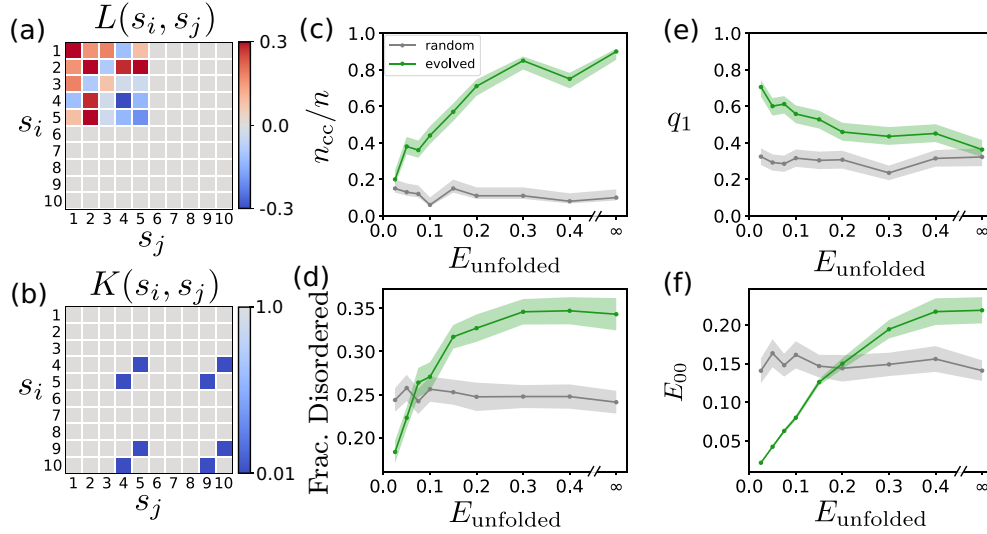 (a)
L(s_i, s_j)
1
2
3
4
5
6
7
8
9
10
s_i
1 2 3 4 5 6 7 8 9 10
s_j
0.3
0.0
-0.3
(b)
K(s_i, s_j)
1
2
3
4
5
6
7
8
9
10
s_i
1 2 3 4 5 6 7 8 9 10
s_j
1.0
0.01
(c)
n_cc/n
1.0
0.8
0.6
0.4
0.2
0.0
random
evolved
0.0 0.1 0.2 0.3 0.4 ∞
E_unfolded
(d)
Frac. Disordered
0.35
0.30
0.25
0.20
0.0 0.1 0.2 0.3 0.4 ∞
E_unfolded
(e)
q_1
1.0
0.8
0.6
0.4
0.2
0.0
0.0 0.1 0.2 0.3 0.4 ∞
E_unfolded
(f)
E_00
0.20
0.15
0.10
0.05
0.0 0.1 0.2 0.3 0.4 ∞
E_unfolded